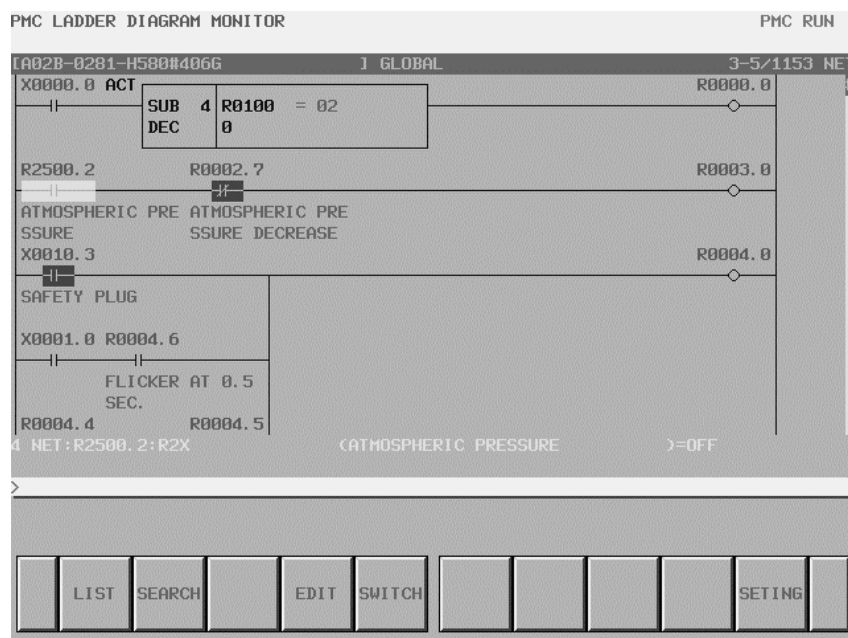 PMC LADDER DIAGRAM MONITOR PMC RUN
[A02B-0281-H580#406G ] GLOBAL 3-5/1153 NET
X0000.0 ACT R0000.0
SUB 4 R0100 = 02
DEC 0
R2500.2 R0002.7 R0003.0
ATMOSPHERIC PRE ATMOSPHERIC PRE
SSURE SSURE DECREASE
X0010.3 R0004.0
SAFETY PLUG
X0001.0 R0004.6
FLICKER AT 0.5
SEC.
R0004.4 R0004.5
4 NET:R2500.2:R2X (ATMOSPHERIC PRESSURE )=OFF
>
LIST SEARCH EDIT SWITCH SETING